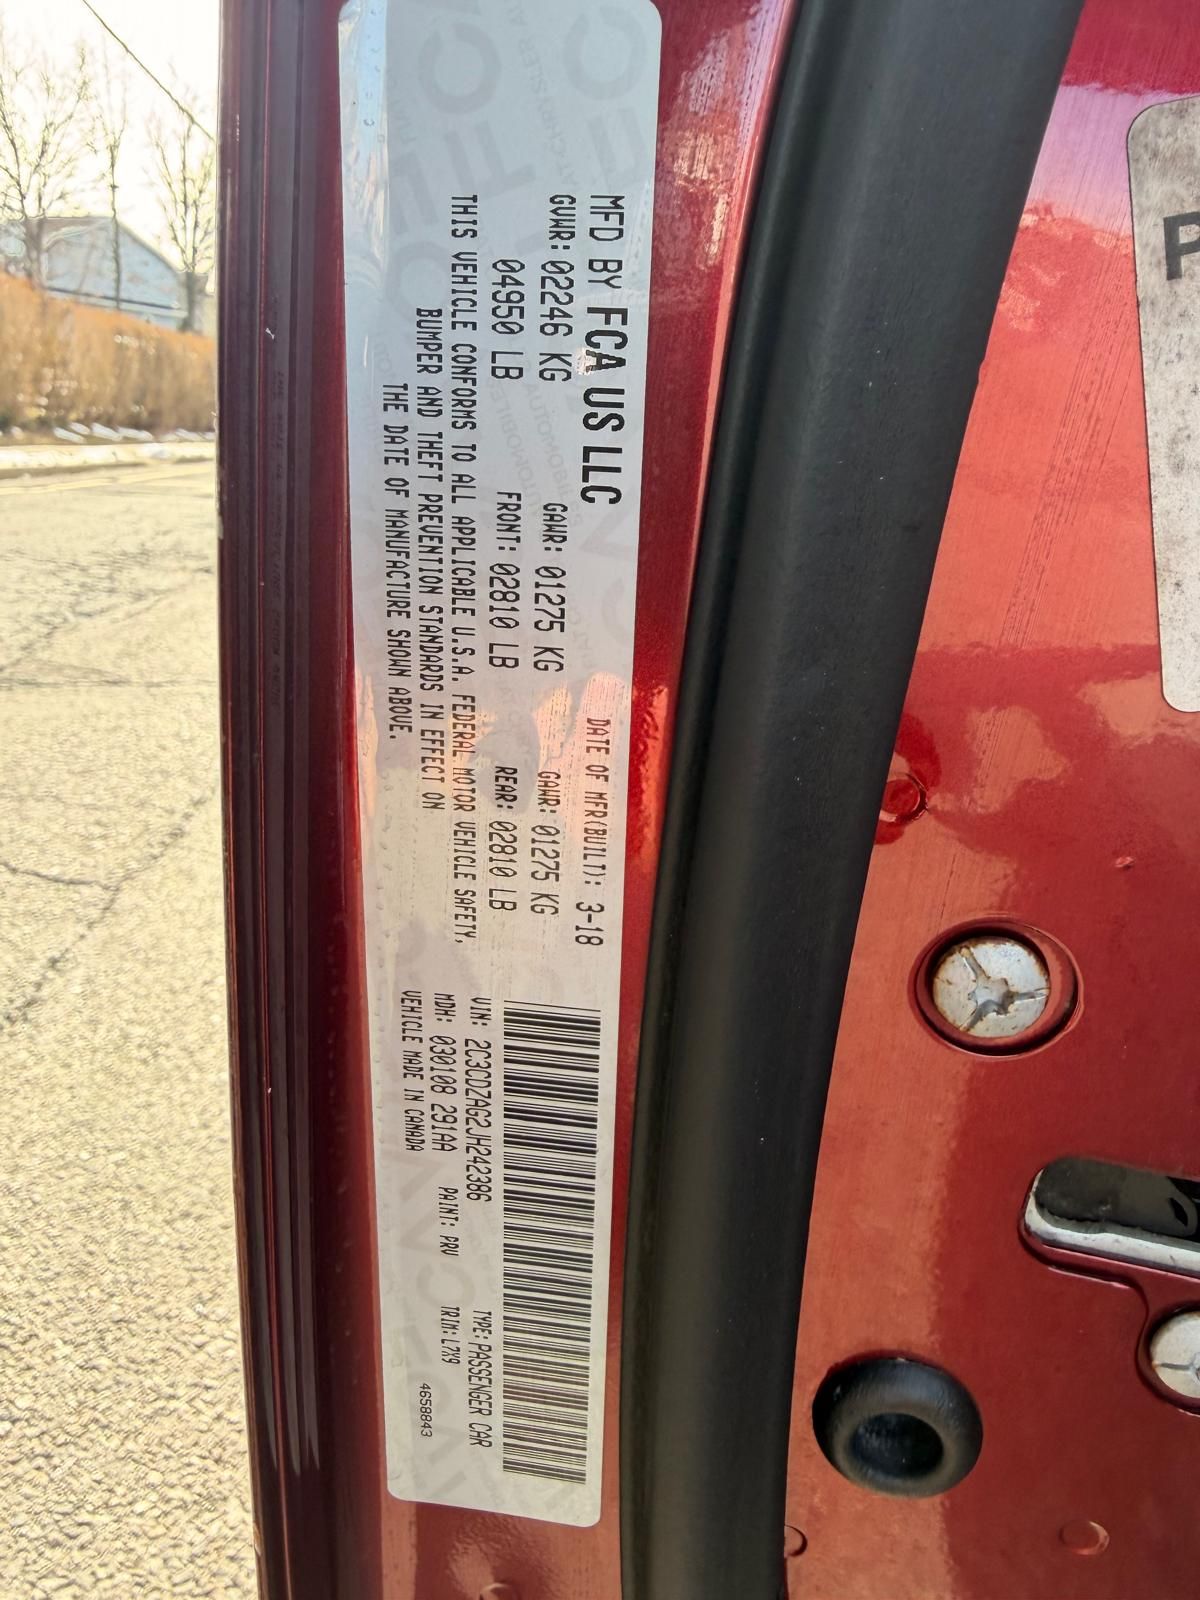 MFD BY FCA US LLC
DATE OF MFR(BUILT): 3-18
GVWR: 02246 KG
GAWR: 01275 KG
GAWR: 01275 KG
04950 LB
FRONT: 02810 LB
REAR: 02810 LB
THIS VEHICLE CONFORMS TO ALL APPLICABLE U.S.A. FEDERAL MOTOR VEHICLE SAFETY,
BUMPER AND THEFT PREVENTION STANDARDS IN EFFECT ON
THE DATE OF MANUFACTURE SHOWN ABOVE.
VIN: 2C3CDZAG2JH242386
TYPE: PASSENGER CAR
MDH: 030108 291AA
PAINT: PRV
TRIM: L7X9
VEHICLE MADE IN CANADA
4658843
P